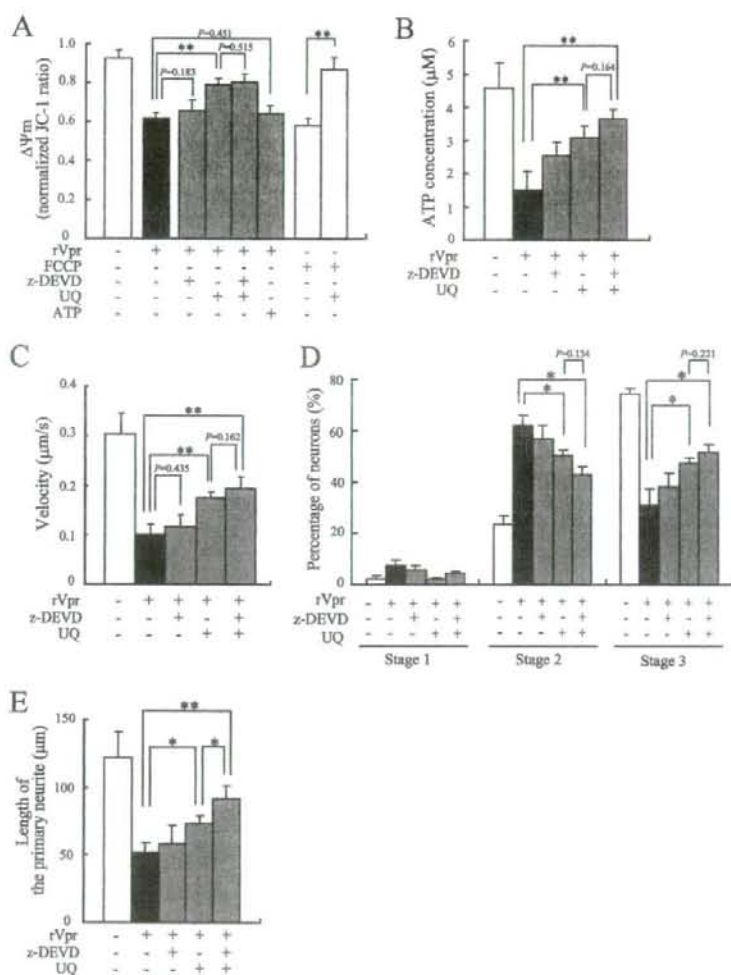 A
ΔΨm
(normalized JC-1 ratio)
1.0
0.8
0.6
0.4
0.2
0
P=0.451
**
P=0.515
**
P=0.183
rVpr - + + + + + - -
FCCP - - - - - - + +
z-DEVD - - + - + - - -
UQ - - - + + - - +
ATP - - - - - + - -
B
ATP concentration (μM)
6
5
4
3
2
1
0
**
P=0.164
**
rVpr - + + + +
z-DEVD - - + - +
UQ - - - + +
C
Velocity (μm/s)
0.4
0.3
0.2
0.1
0
**
**
P=0.162
P=0.435
rVpr - + + + +
z-DEVD - - + - +
UQ - - - + +
D
Percentage of neurons (%)
80
60
40
20
0
P=0.134
*
*
P=0.221
*
*
rVpr - + + + + - + + + + - + + + +
z-DEVD - - + - + - - + - + - - + - +
UQ - - - + + - - - + + - - - + +
Stage 1 Stage 2 Stage 3
E
Length of
the primary neurite (μm)
150
100
50
0
**
* *
rVpr - + + + +
z-DEVD - - + - +
UQ - - - + +